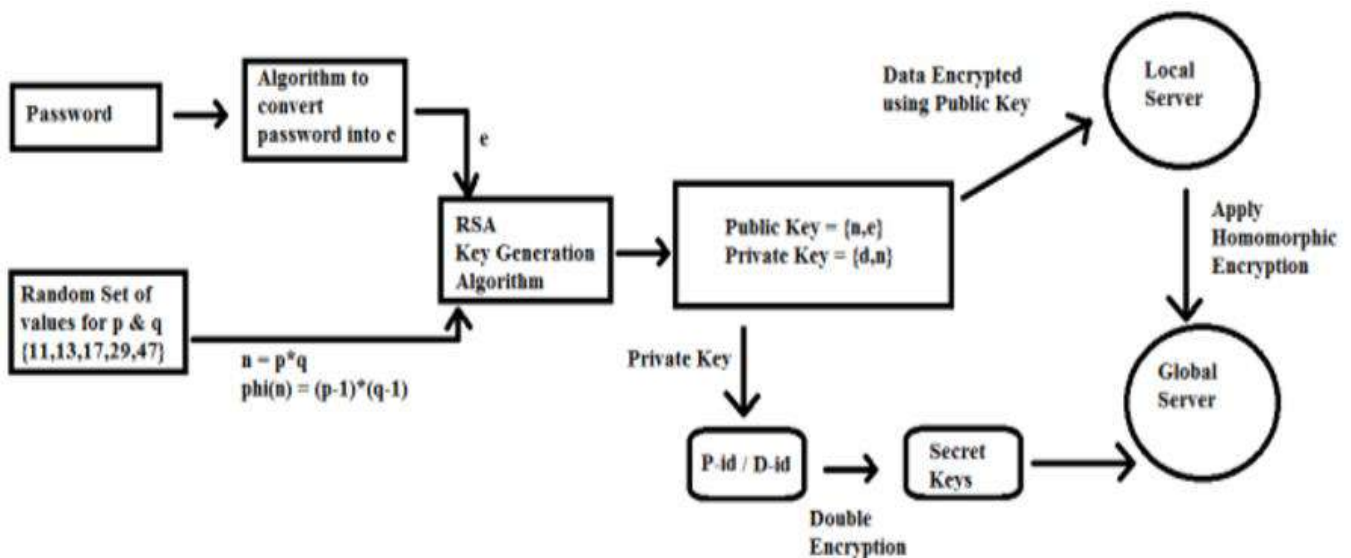 Password
Algorithm to
convert
password into e
e
Random Set of
values for p & q
{11,13,17,29,47}
n = p*q
phi(n) = (p-1)*(q-1)
RSA
Key Generation
Algorithm
Public Key = {n,e}
Private Key = {d,n}
Data Encrypted
using Public Key
Local
Server
Apply
Homomorphic
Encryption
Global
Server
Private Key
P-id / D-id
Double
Encryption
Secret
Keys